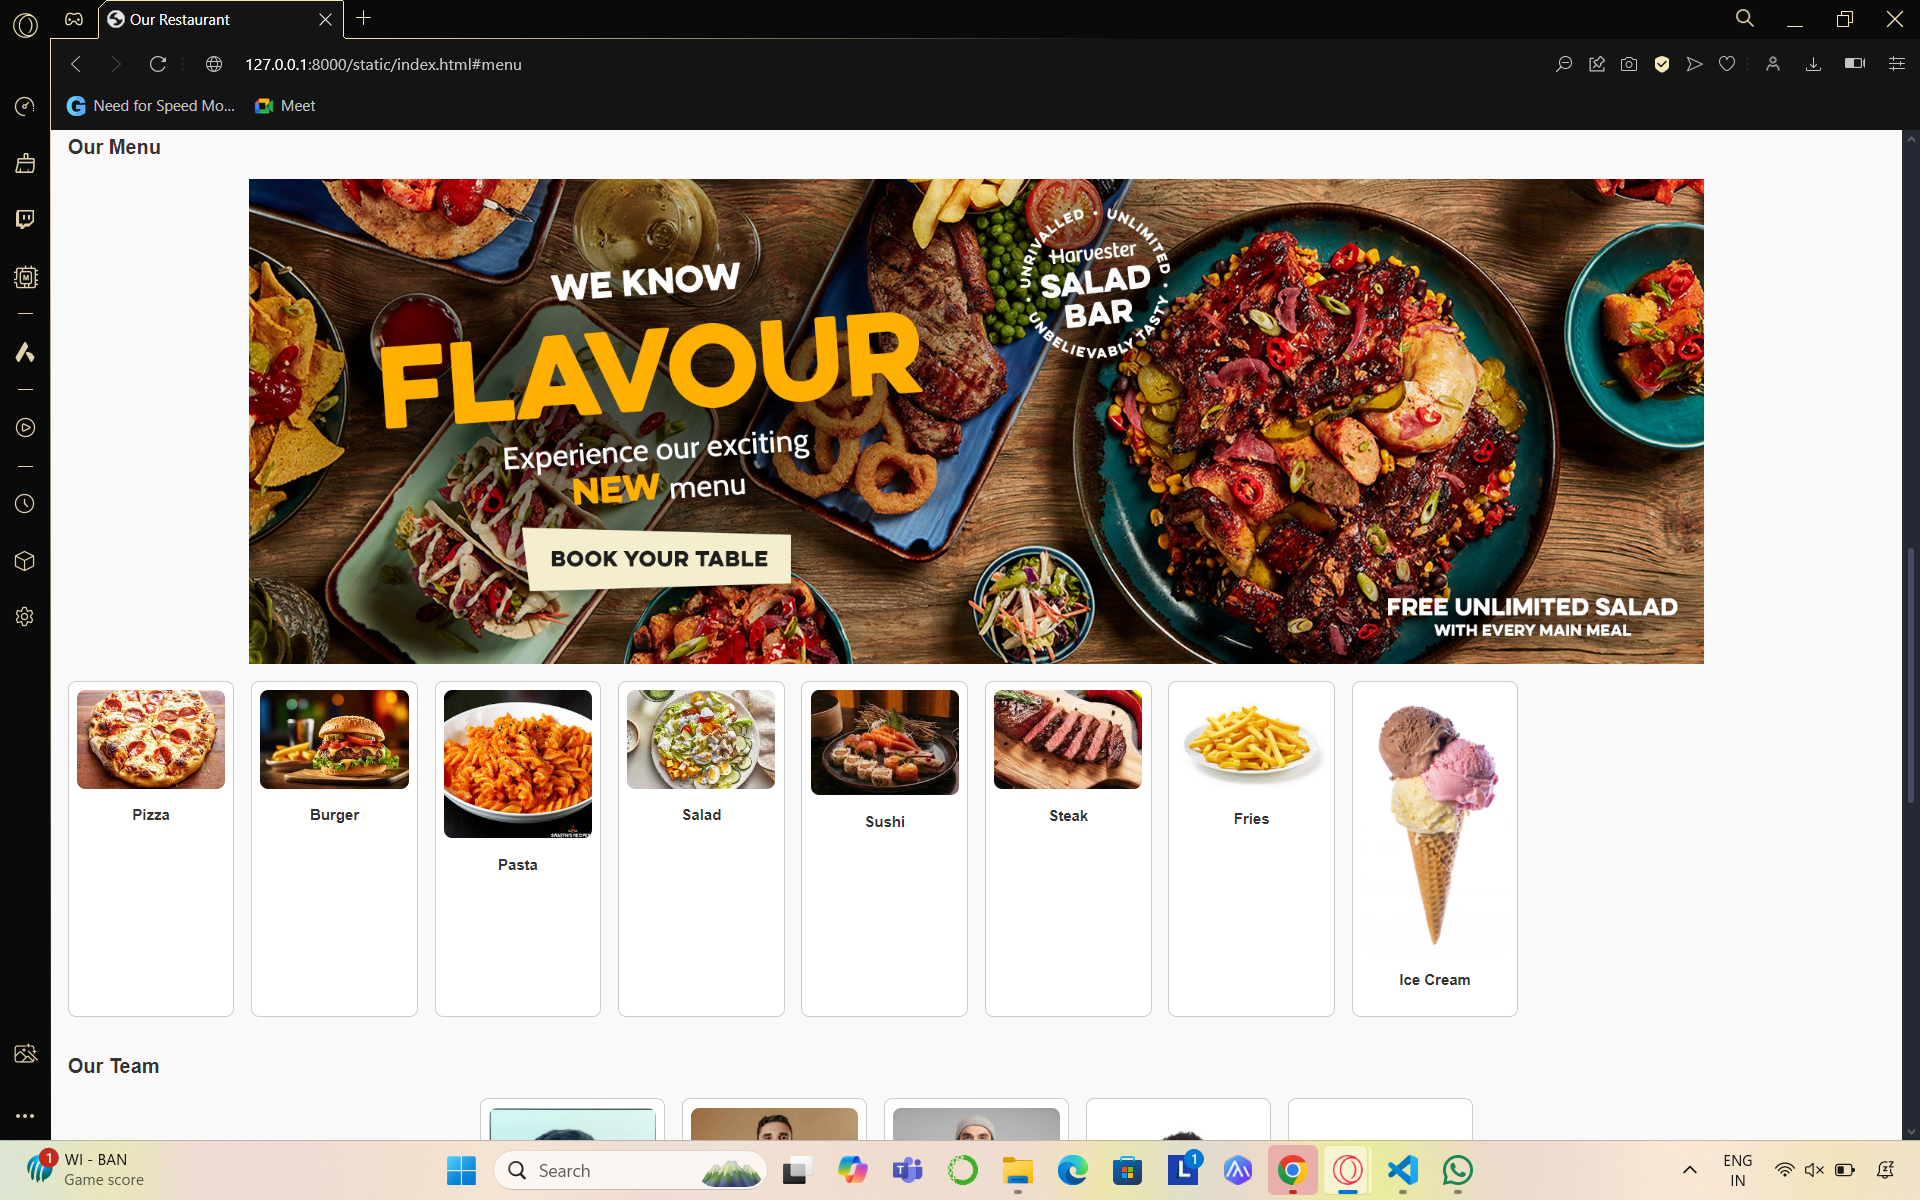 Our Restaurant
127.0.0.1:8000/static/index.html#menu
Need for Speed Mo...
Meet
Our Menu
WE KNOW
FLAVOUR
Experience our exciting
NEW menu
BOOK YOUR TABLE
UNRIVALLED • UNLIMITED • UNBELIEVABLY TASTY •
Harvester
SALAD
BAR
FREE UNLIMITED SALAD
WITH EVERY MAIN MEAL
Pizza
Burger
Pasta
Salad
Sushi
Steak
Fries
Ice Cream
Our Team
1
WI - BAN
Game score
Search
L
1
ENG
IN